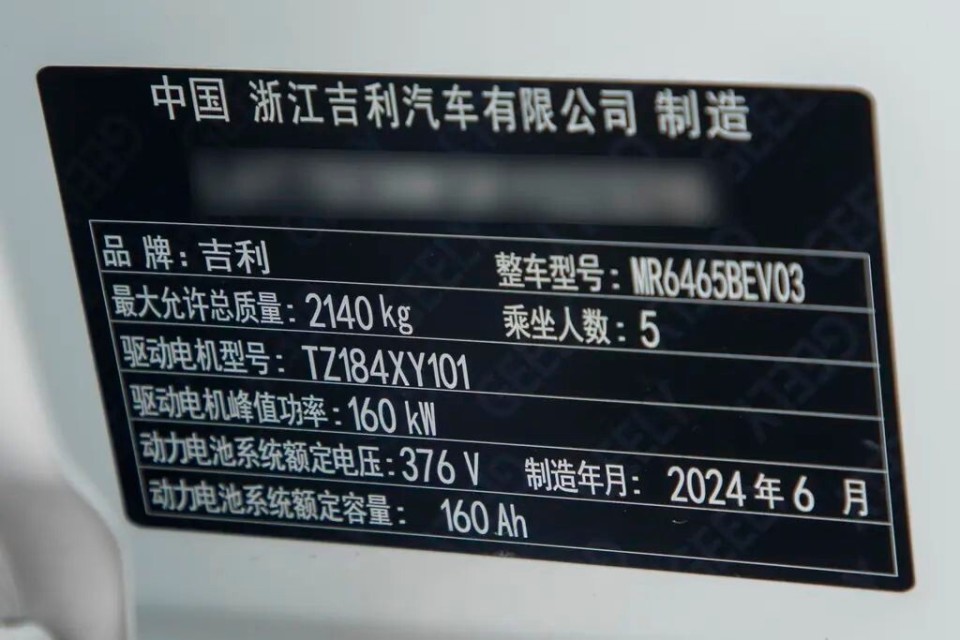 中国 浙江吉利汽车有限公司 制造
品牌：吉利 整车型号：MR6465BEV03
最大允许总质量：2140 kg 乘坐人数：5
驱动电机型号：TZ184XY101
驱动电机峰值功率：160 kW
动力电池系统额定电压：376 V 制造年月：2024 年 6 月
动力电池系统额定容量：160 Ah